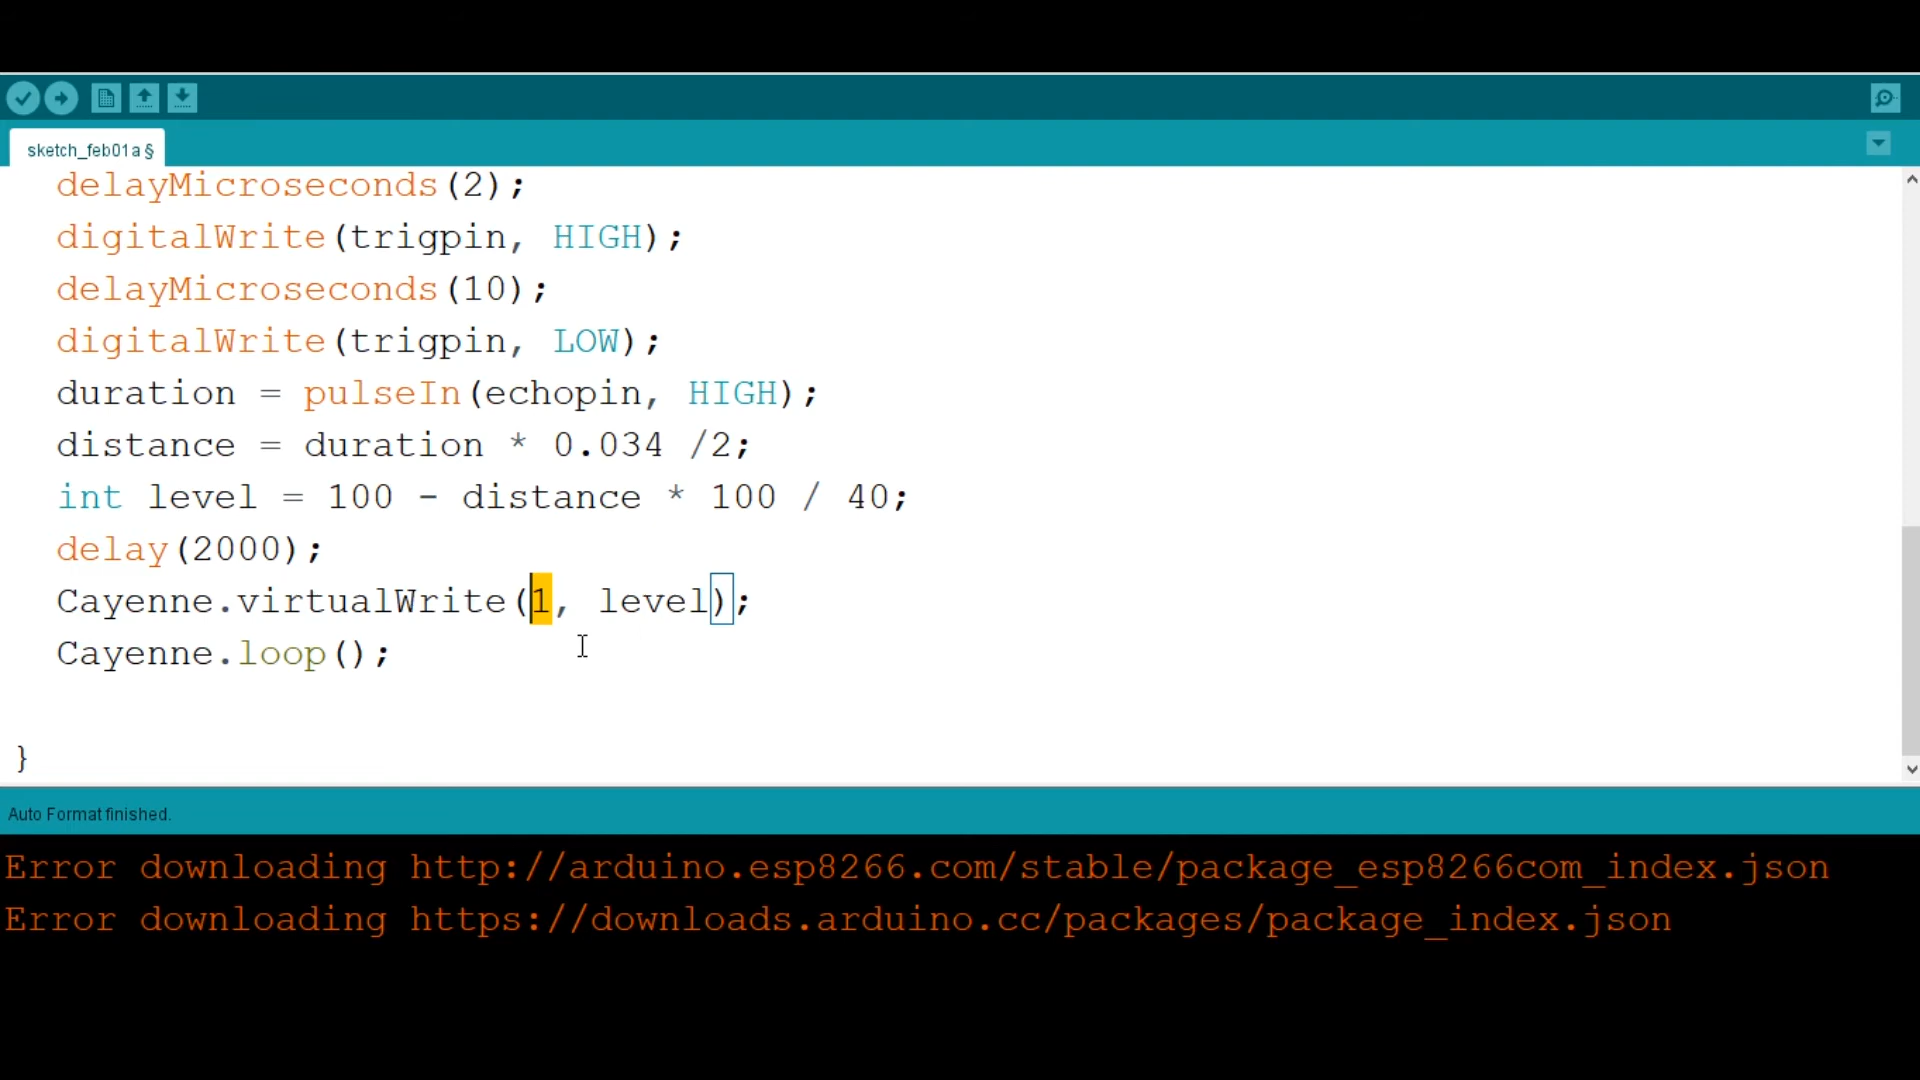 sketch_feb01a §
delayMicroseconds(2);
digitalWrite(trigpin, HIGH);
delayMicroseconds(10);
digitalWrite(trigpin, LOW);
duration = pulseIn(echopin, HIGH);
distance = duration * 0.034 /2;
int level = 100 - distance * 100 / 40;
delay(2000);
Cayenne.virtualWrite(1, level);
Cayenne.loop();
}
Auto Format finished.
Error downloading http://arduino.esp8266.com/stable/package_esp8266com_index.json
Error downloading https://downloads.arduino.cc/packages/package_index.json